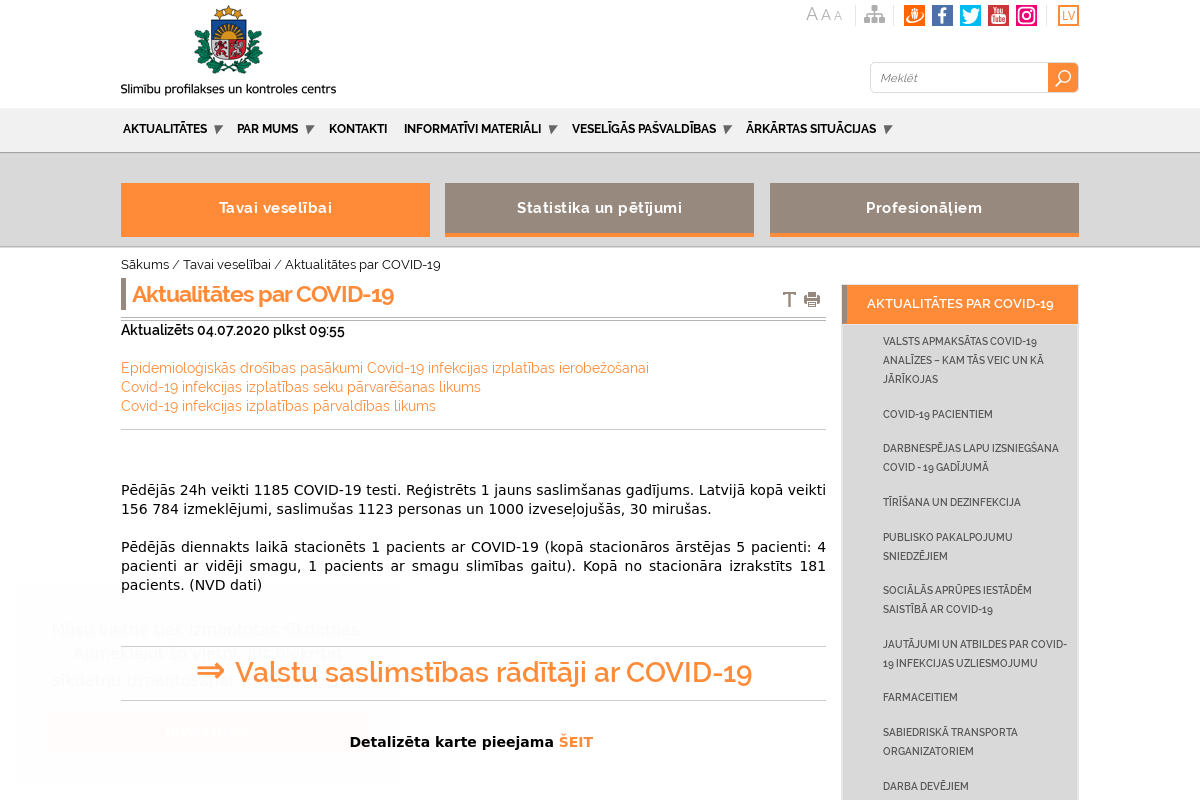 A A A
You
Tube
LV
Slimību profilakses un kontroles centrs
Meklēt
AKTUALITĀTES PAR MUMS KONTAKTI INFORMATĪVI MATERIĀLI VESELĪGĀS PAŠVALDĪBAS ĀRKĀRTAS SITUĀCIJAS
Tavai veselībai
Statistika un pētījumi
Profesionāļiem
Sākums / Tavai veselībai / Aktualitātes par COVID-19
Aktualitātes par COVID-19
Aktualizēts 04.07.2020 plkst 09:55
Epidemioloģiskās drošības pasākumi Covid-19 infekcijas izplatības ierobežošanai
Covid-19 infekcijas izplatības seku pārvarēšanas likums
Covid-19 infekcijas izplatības pārvaldības likums
Pēdējās 24h veikti 1185 COVID-19 testi. Reģistrēts 1 jauns saslimšanas gadījums. Latvijā kopā veikti
156 784 izmeklējumi, saslimušas 1123 personas un 1000 izveseļojušās, 30 mirušas.
Pēdējās diennakts laikā stacionēts 1 pacients ar COVID-19 (kopā stacionāros ārstējas 5 pacienti: 4
pacienti ar vidēji smagu, 1 pacients ar smagu slimības gaitu). Kopā no stacionāra izrakstīts 181
pacients. (NVD dati)
⇒ Valstu saslimstības rādītāji ar COVID-19
Detalizēta karte pieejama ŠEIT
AKTUALITĀTES PAR COVID-19
VALSTS APMAKSĀTAS COVID-19
ANALĪZES – KAM TĀS VEIC UN KĀ
JĀRĪKOJAS
COVID-19 PACIENTIEM
DARBNESPĒJAS LAPU IZSNIEGŠANA
COVID - 19 GADĪJUMĀ
TĪRĪŠANA UN DEZINFEKCIJA
PUBLISKO PAKALPOJUMU
SNIEDZĒJIEM
SOCIĀLĀS APRŪPES IESTĀDĒM
SAISTĪBĀ AR COVID-19
JAUTĀJUMI UN ATBILDES PAR COVID-
19 INFEKCIJAS UZLIESMOJUMU
FARMACEITIEM
SABIEDRISKĀ TRANSPORTA
ORGANIZATORIEM
DARBA DEVĒJIEM